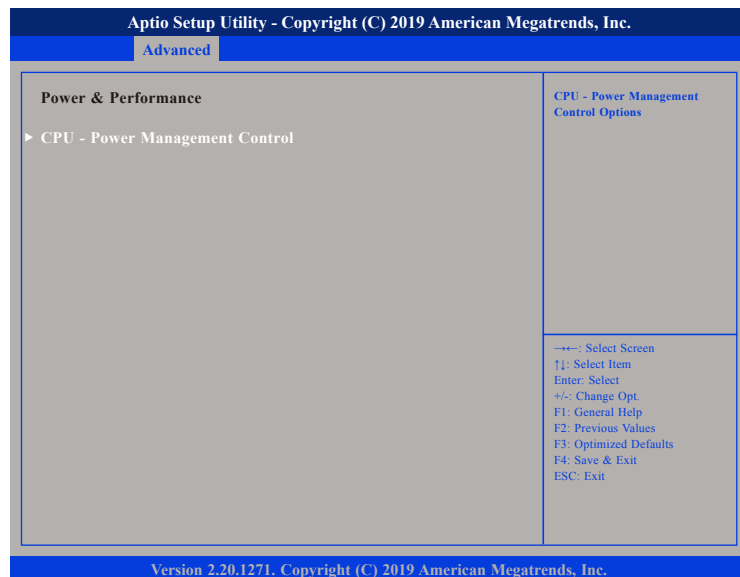 Aptio Setup Utility - Copyright (C) 2019 American Megatrends, Inc.
Advanced
Power & Performance
► CPU - Power Management Control
CPU - Power Management
Control Options
→←: Select Screen
↑↓: Select Item
Enter: Select
+/-: Change Opt.
F1: General Help
F2: Previous Values
F3: Optimized Defaults
F4: Save & Exit
ESC: Exit
Version 2.20.1271. Copyright (C) 2019 American Megatrends, Inc.